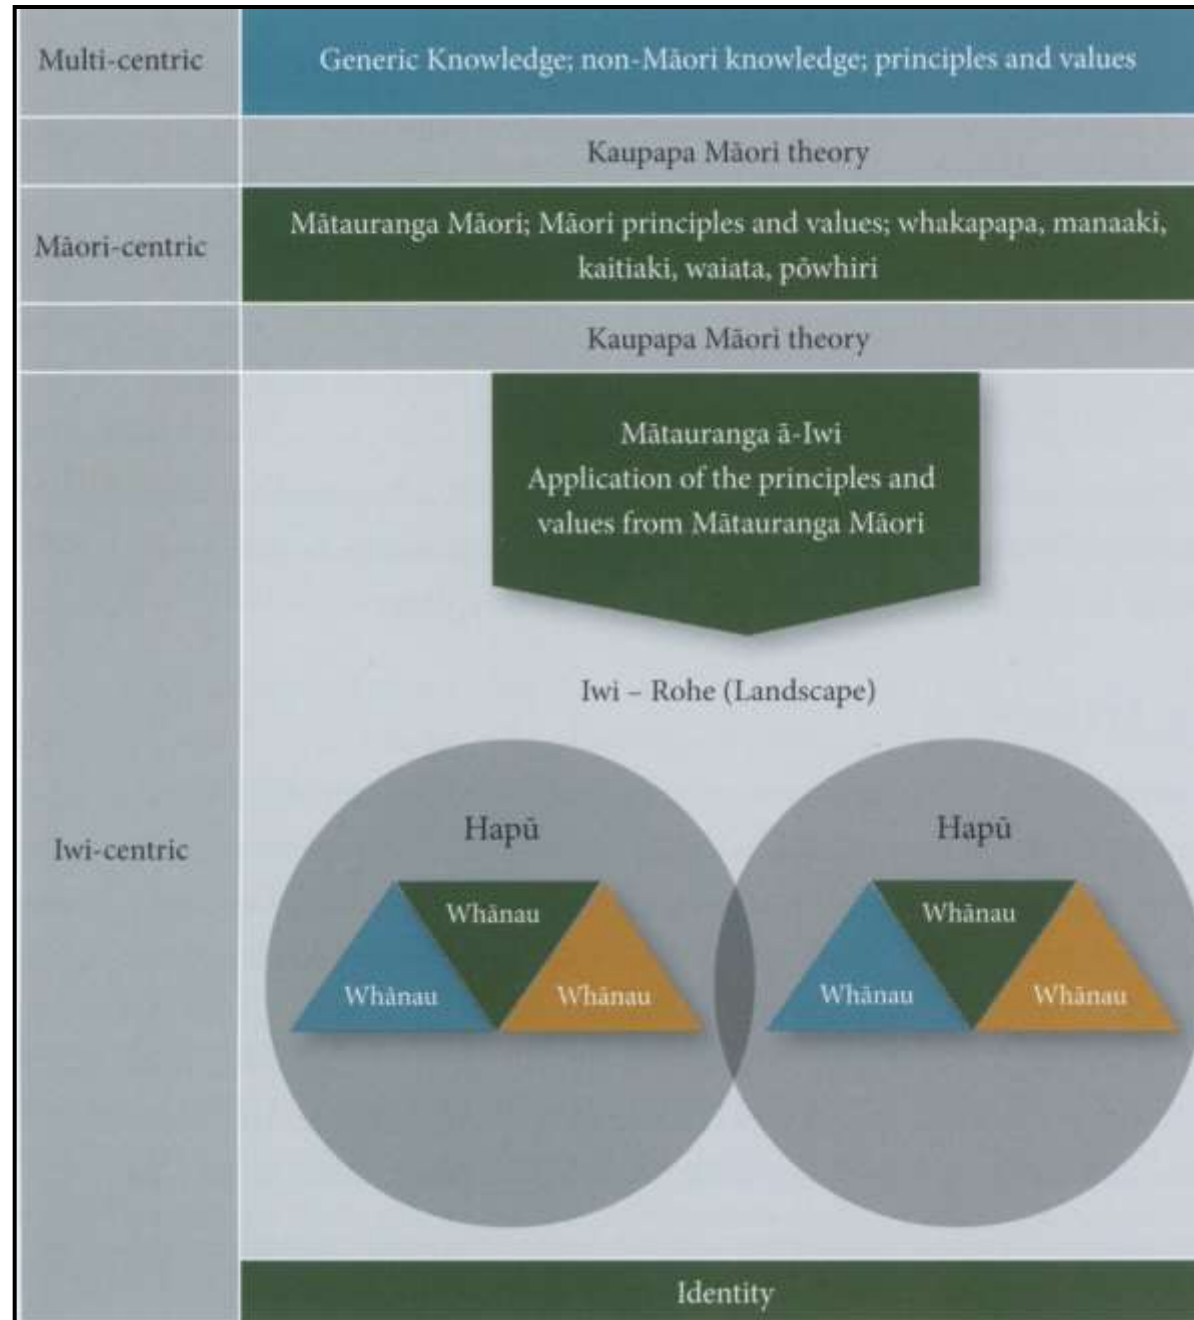 Multi-centric
Generic Knowledge; non-Māori knowledge; principles and values
Kaupapa Māori theory
Māori-centric
Mātauranga Māori; Māori principles and values; whakapapa, manaaki,
kaitiaki, waiata, pōwhiri
Kaupapa Māori theory
Iwi-centric
Mātauranga ā-Iwi
Application of the principles and
values from Mātauranga Māori
Iwi – Rohe (Landscape)
Hapū
Whānau
Whānau
Whānau
Hapū
Whānau
Whānau
Whānau
Identity